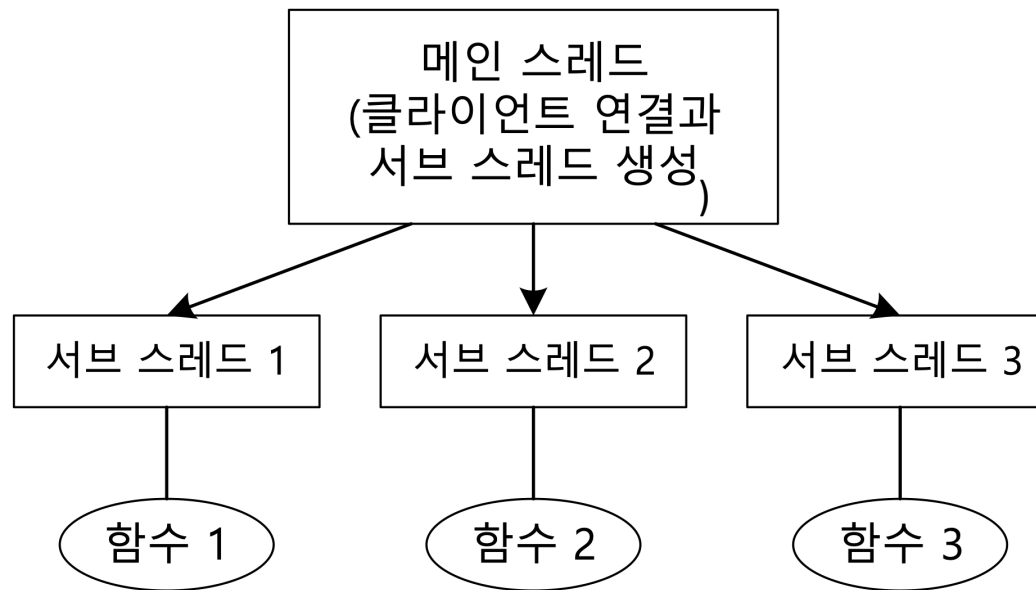 메인 스레드
(클라이언트 연결과
서브 스레드 생성)
서브 스레드 1
서브 스레드 2
서브 스레드 3
함수 1
함수 2
함수 3